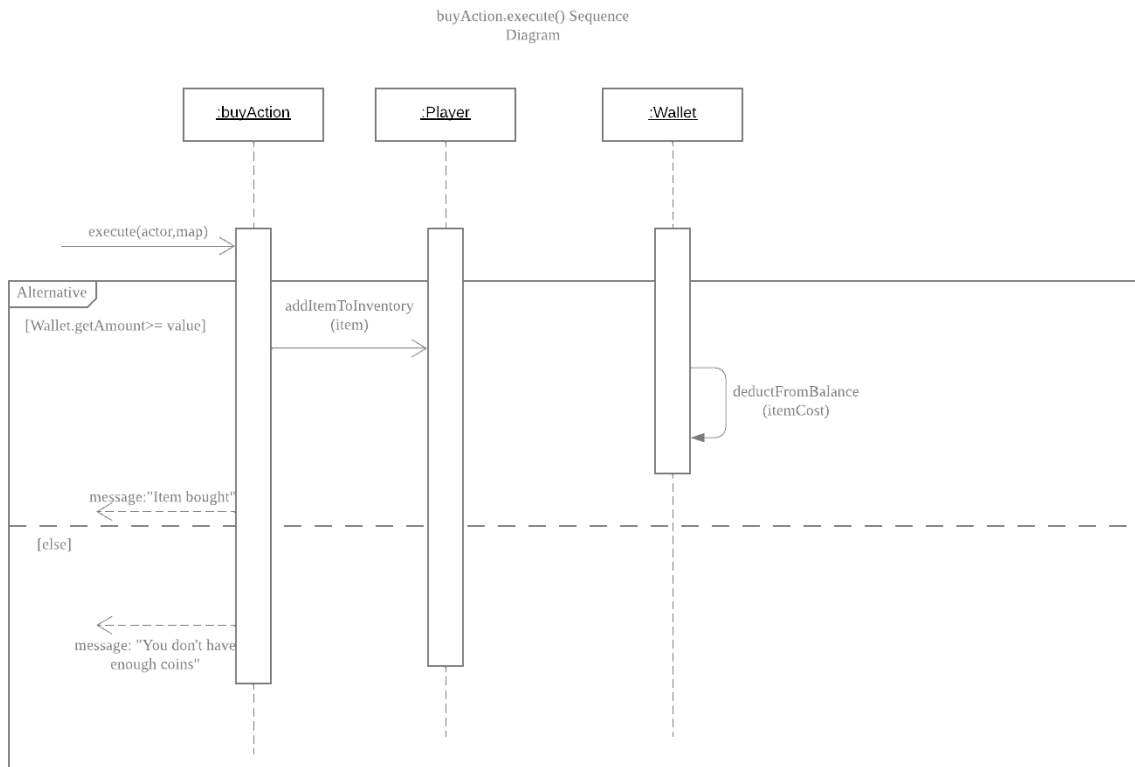 buyAction.execute() Sequence
Diagram
:buyAction
:Player
:Wallet
execute(actor,map)
Alternative
[Wallet.getAmount>= value]
addItemToInventory
(item)
deductFromBalance
(itemCost)
message:"Item bought"
[else]
message: "You don't have
enough coins"